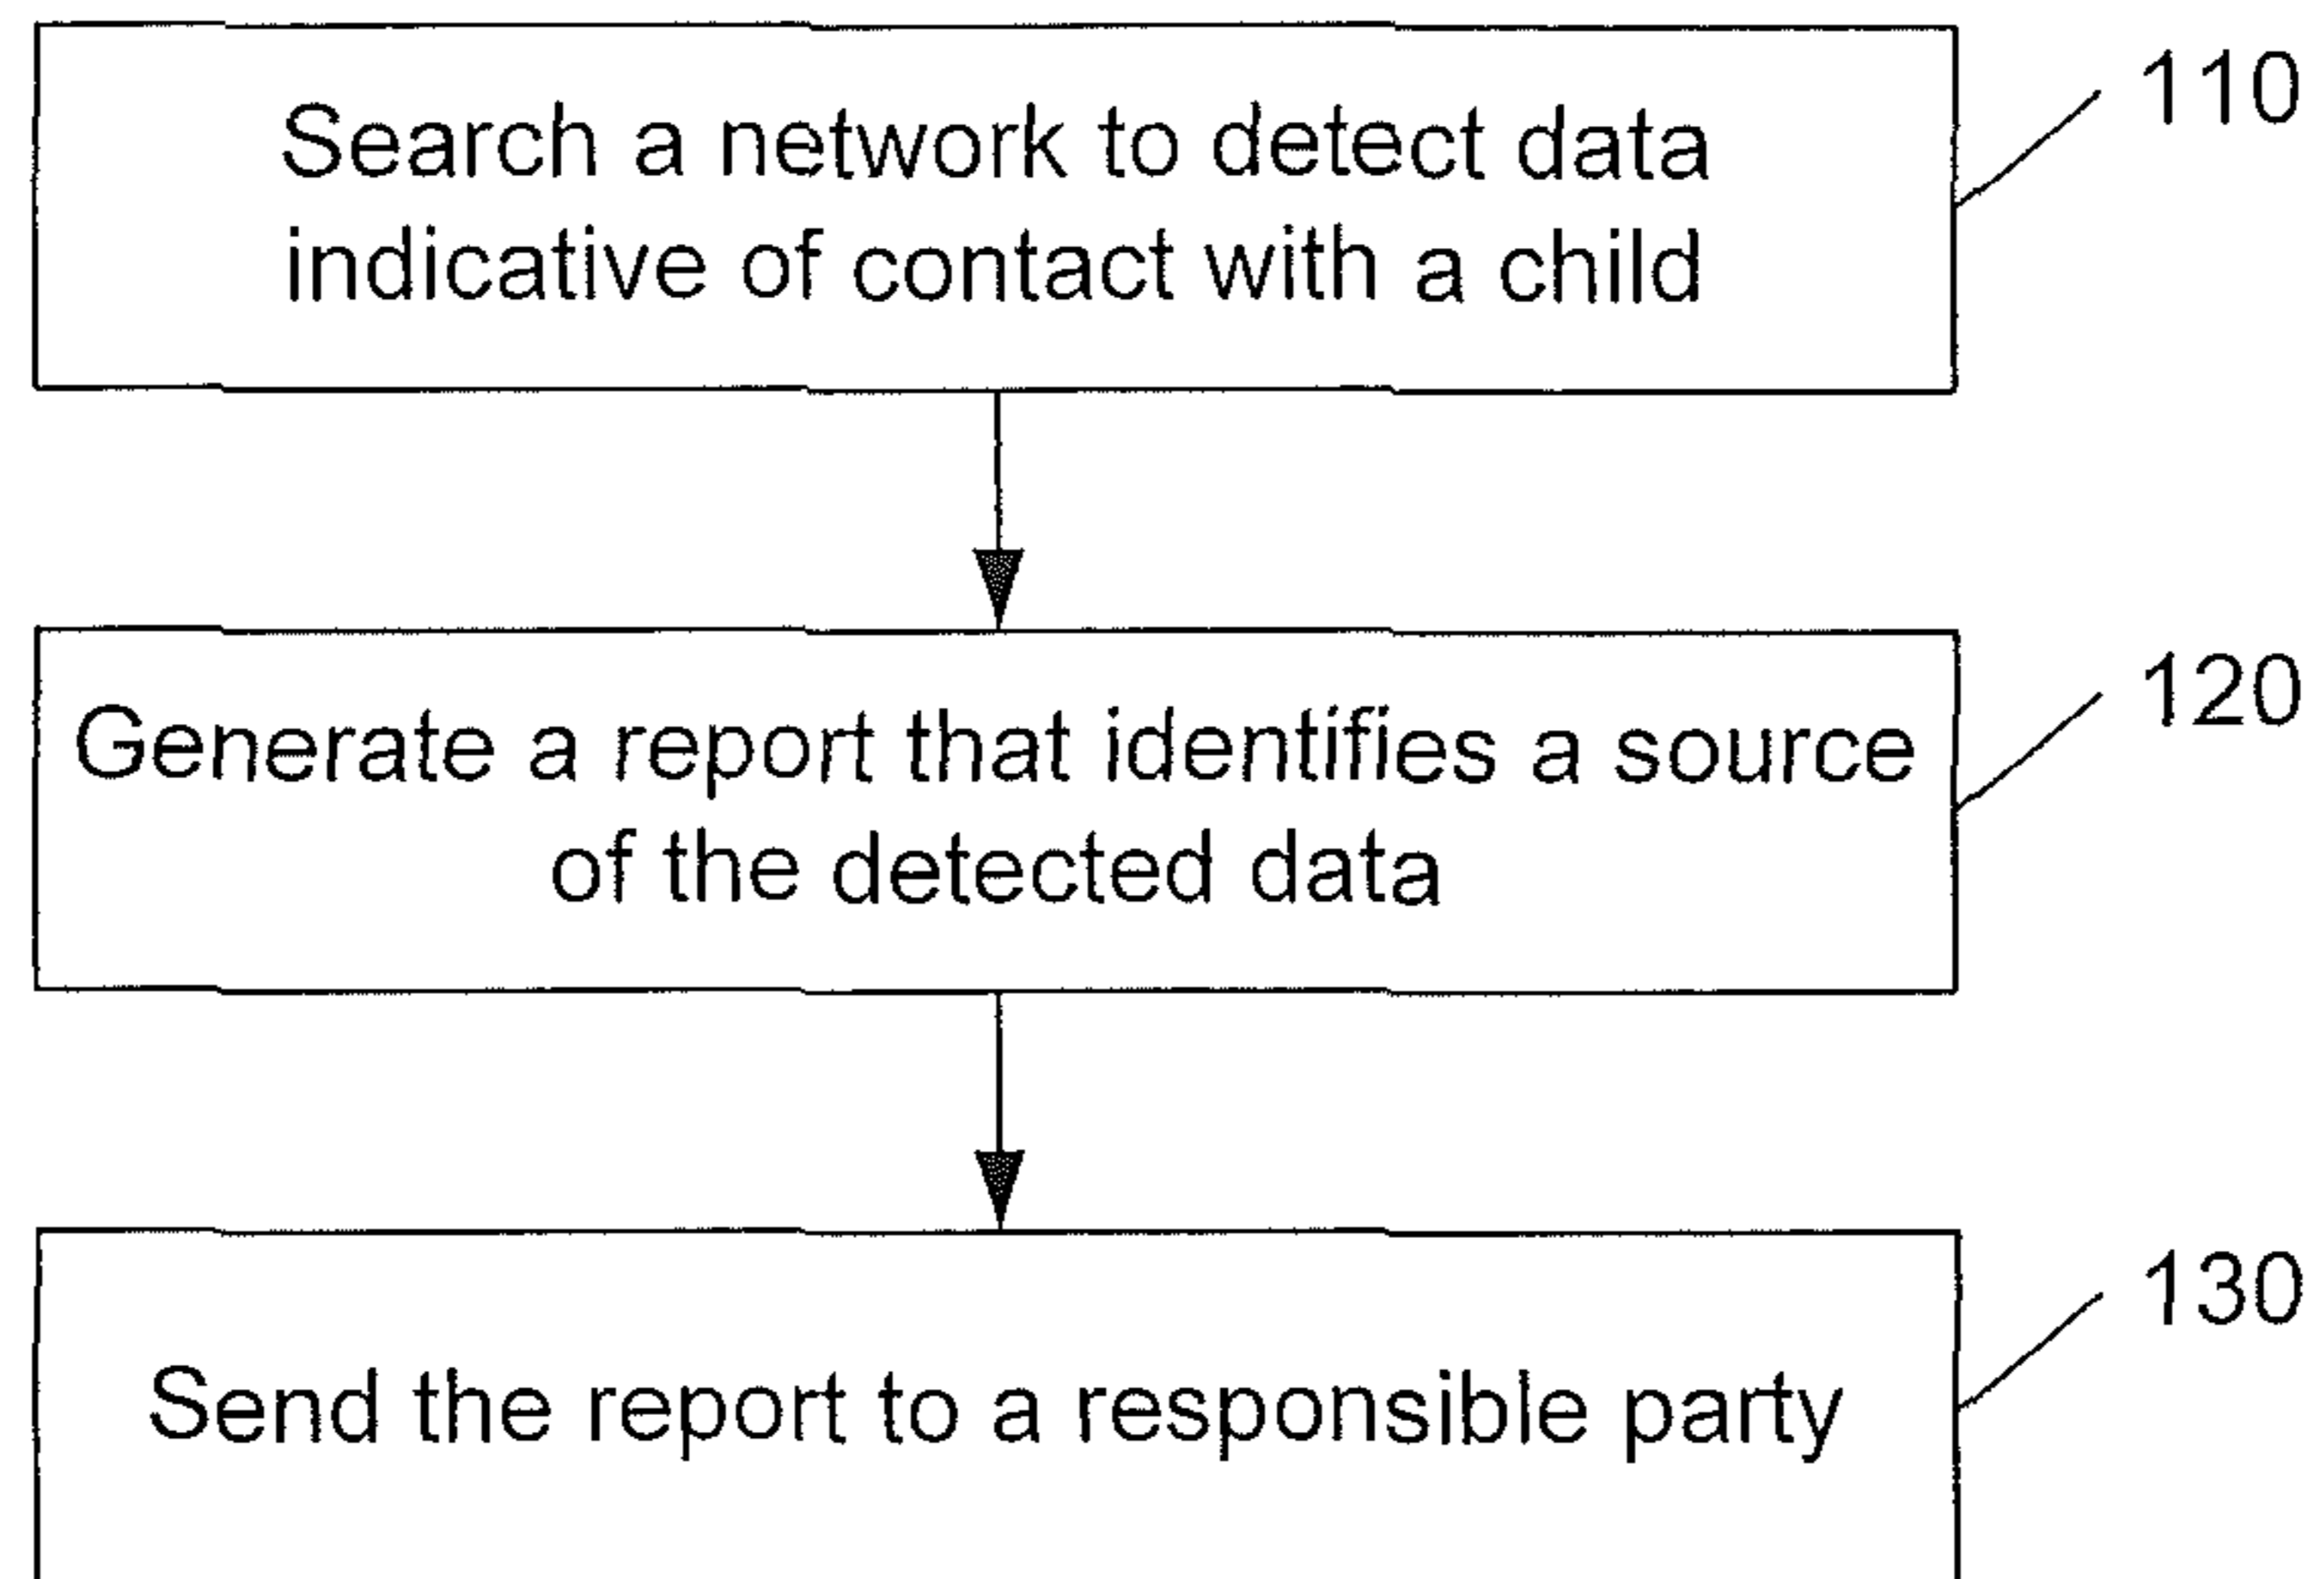 Search a network to detect data
indicative of contact with a child
110
Generate a report that identifies a source
of the detected data
120
Send the report to a responsible party
130